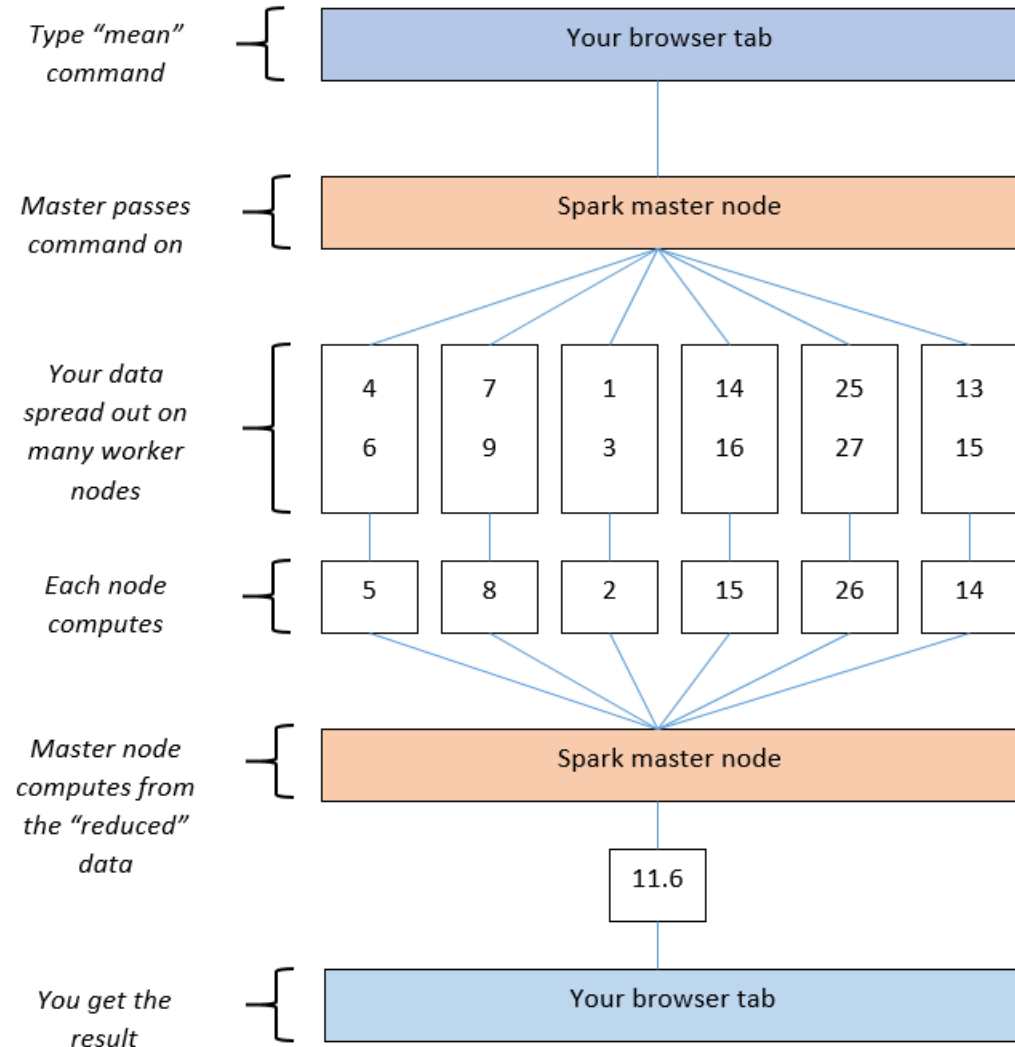 Type “mean”
command
Your browser tab
Master passes
command on
Spark master node
Your data
spread out on
many worker
nodes
4 7 1 14 25 13
6 9 3 16 27 15
Each node
computes
5 8 2 15 26 14
Master node
computes from
the “reduced”
data
Spark master node
11.6
You get the
result
Your browser tab